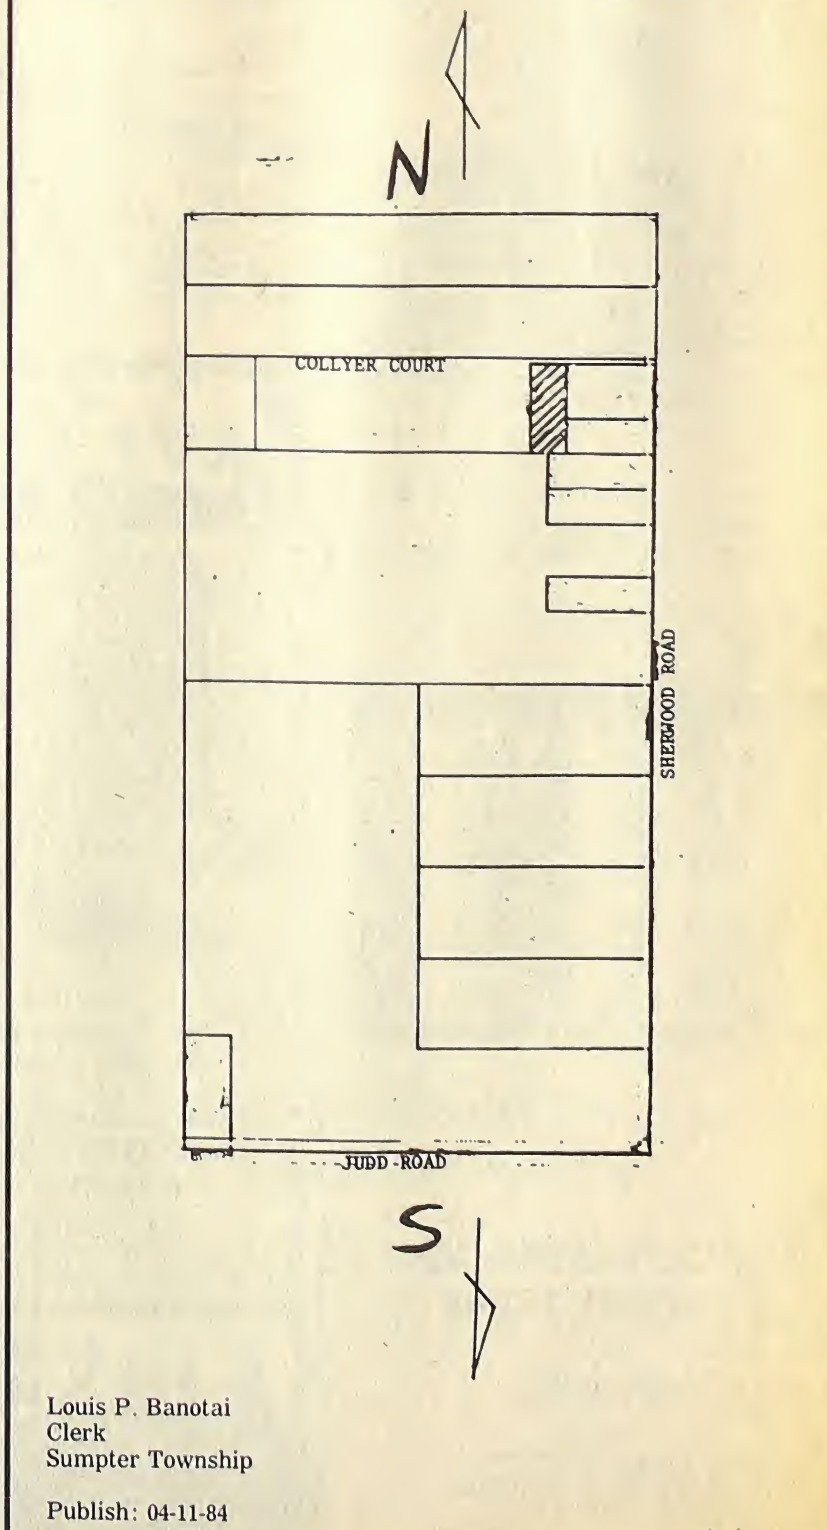 N
COLLYER COURT
SHERWOOD ROAD
JUDD ROAD
S
Louis P. Banotai
Clerk
Sumpter Township
Publish: 04-11-84